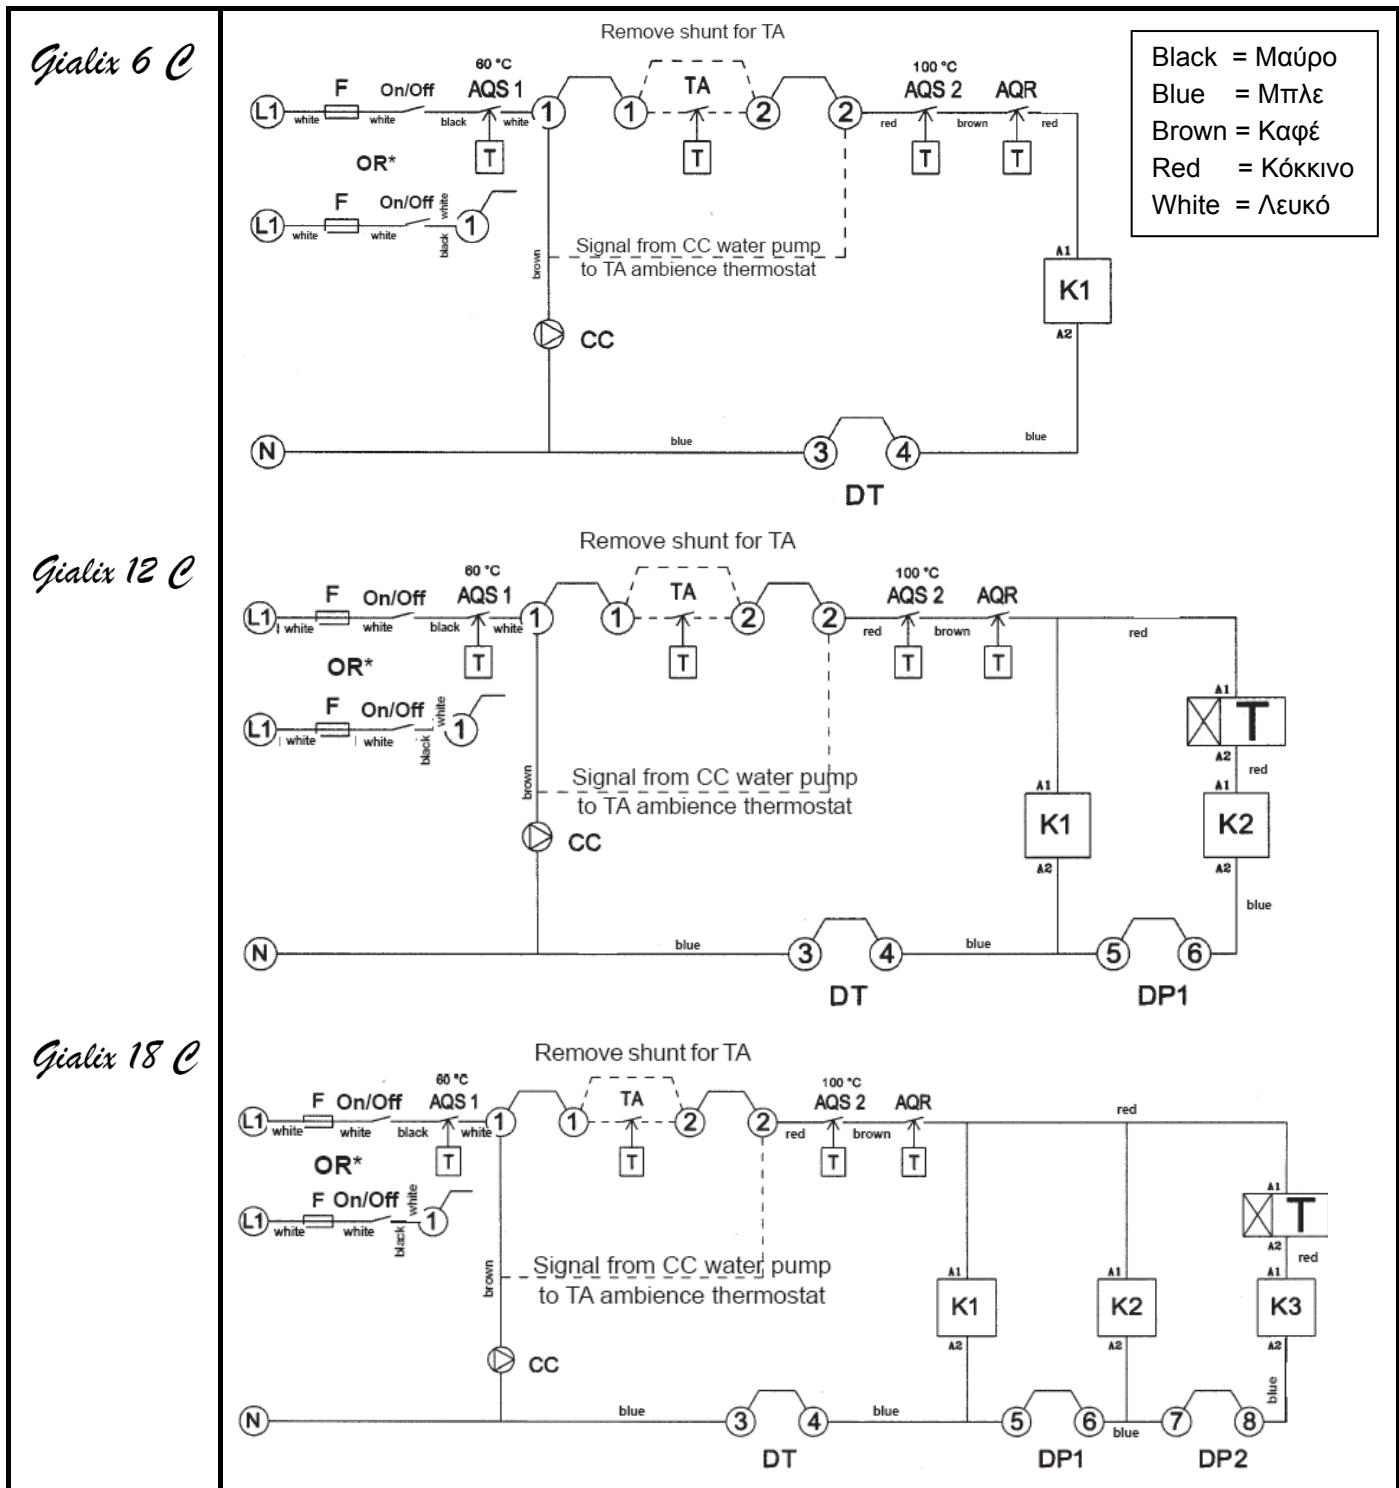 Gialix 6 C
Remove shunt for TA
60 °C
100 °C
F On/Off AQS 1 TA AQS 2 AQR
L1 white white black white 1 1 2 2 red brown red
T T T T
OR*
F On/Off
L1 white white black white 1
Signal from CC water pump
to TA ambience thermostat
brown
CC
A1
K1
A2
N blue 3 4 blue
DT
Black = Μαύρο
Blue = Μπλε
Brown = Καφέ
Red = Κόκκινο
White = Λευκό
Gialix 12 C
Remove shunt for TA
60 °C
100 °C
F On/Off AQS 1 TA AQS 2 AQR
L1 white white black white 1 1 2 2 red brown red
T T T T
OR*
F On/Off
L1 white white black white 1
A1
T
A2
red
Signal from CC water pump
to TA ambience thermostat
brown
CC
A1 A1
K1 K2
A2 A2
blue
N blue 3 4 blue 5 6
DT DP1
Gialix 18 C
Remove shunt for TA
60 °C
100 °C
F On/Off AQS 1 TA AQS 2 AQR
L1 white white black white 1 1 2 2 red brown red
T T T T
OR*
F On/Off
L1 white white black white 1
A1
T
A2
red
Signal from CC water pump
to TA ambience thermostat
brown
CC
A1 A1 A1
K1 K2 K3
A2 A2 A2
blue
N blue 3 4 blue 5 6 blue 7 8
DT DP1 DP2